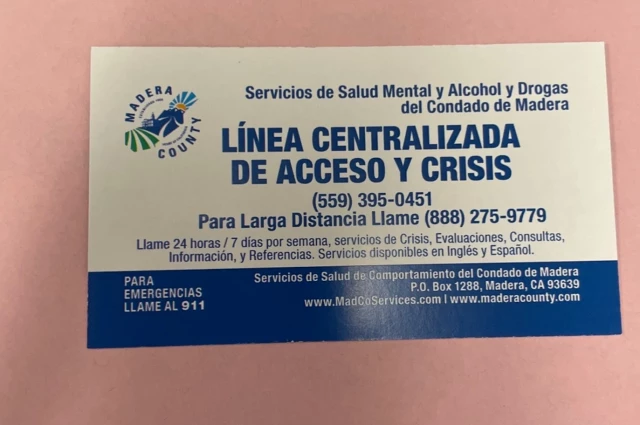 MADERA
COUNTY
Servicios de Salud Mental y Alcohol y Drogas
del Condado de Madera
LÍNEA CENTRALIZADA
DE ACCESO Y CRISIS
(559) 395-0451
Para Larga Distancia Llame (888) 275-9779
Llame 24 horas / 7 días por semana, servicios de Crisis, Evaluaciones, Consultas,
Información, y Referencias. Servicios disponibles en Inglés y Español.
PARA
EMERGENCIAS
LLAME AL 911
Servicios de Salud de Comportamiento del Condado de Madera
P.O. Box 1288, Madera, CA 93639
www.MadCoServices.com | www.maderacounty.com